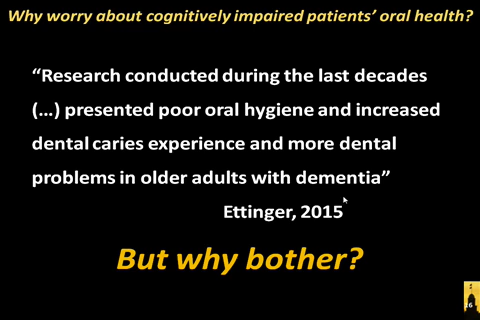 Why worry about cognitively impaired patients’ oral health?
“Research conducted during the last decades
(...) presented poor oral hygiene and increased
dental caries experience and more dental
problems in older adults with dementia”
Ettinger, 2015
But why bother?
16